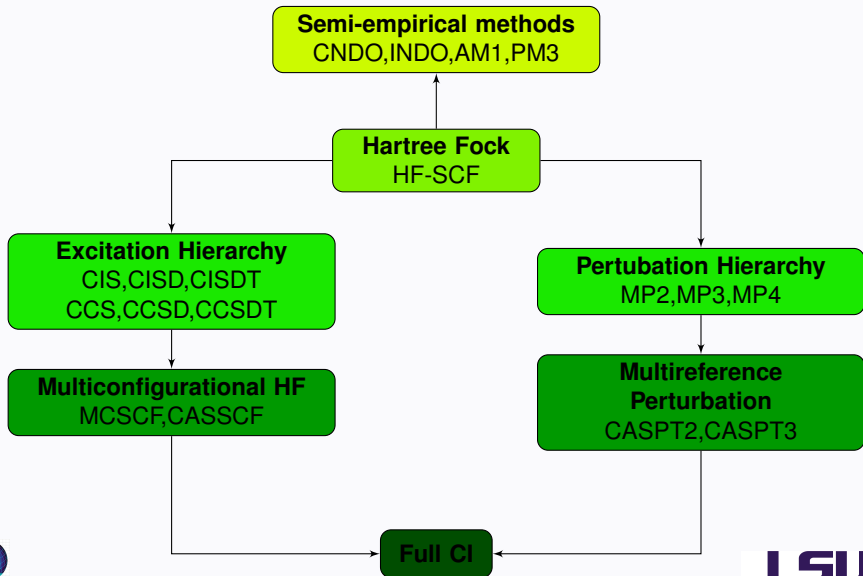 Semi-empirical methods
CNDO,INDO,AM1,PM3
Hartree Fock
HF-SCF
Excitation Hierarchy
CIS,CISD,CISDT
CCS,CCSD,CCSDT
Pertubation Hierarchy
MP2,MP3,MP4
Multiconfigurational HF
MCSCF,CASSCF
Multireference
Perturbation
CASPT2,CASPT3
Full CI
LSU